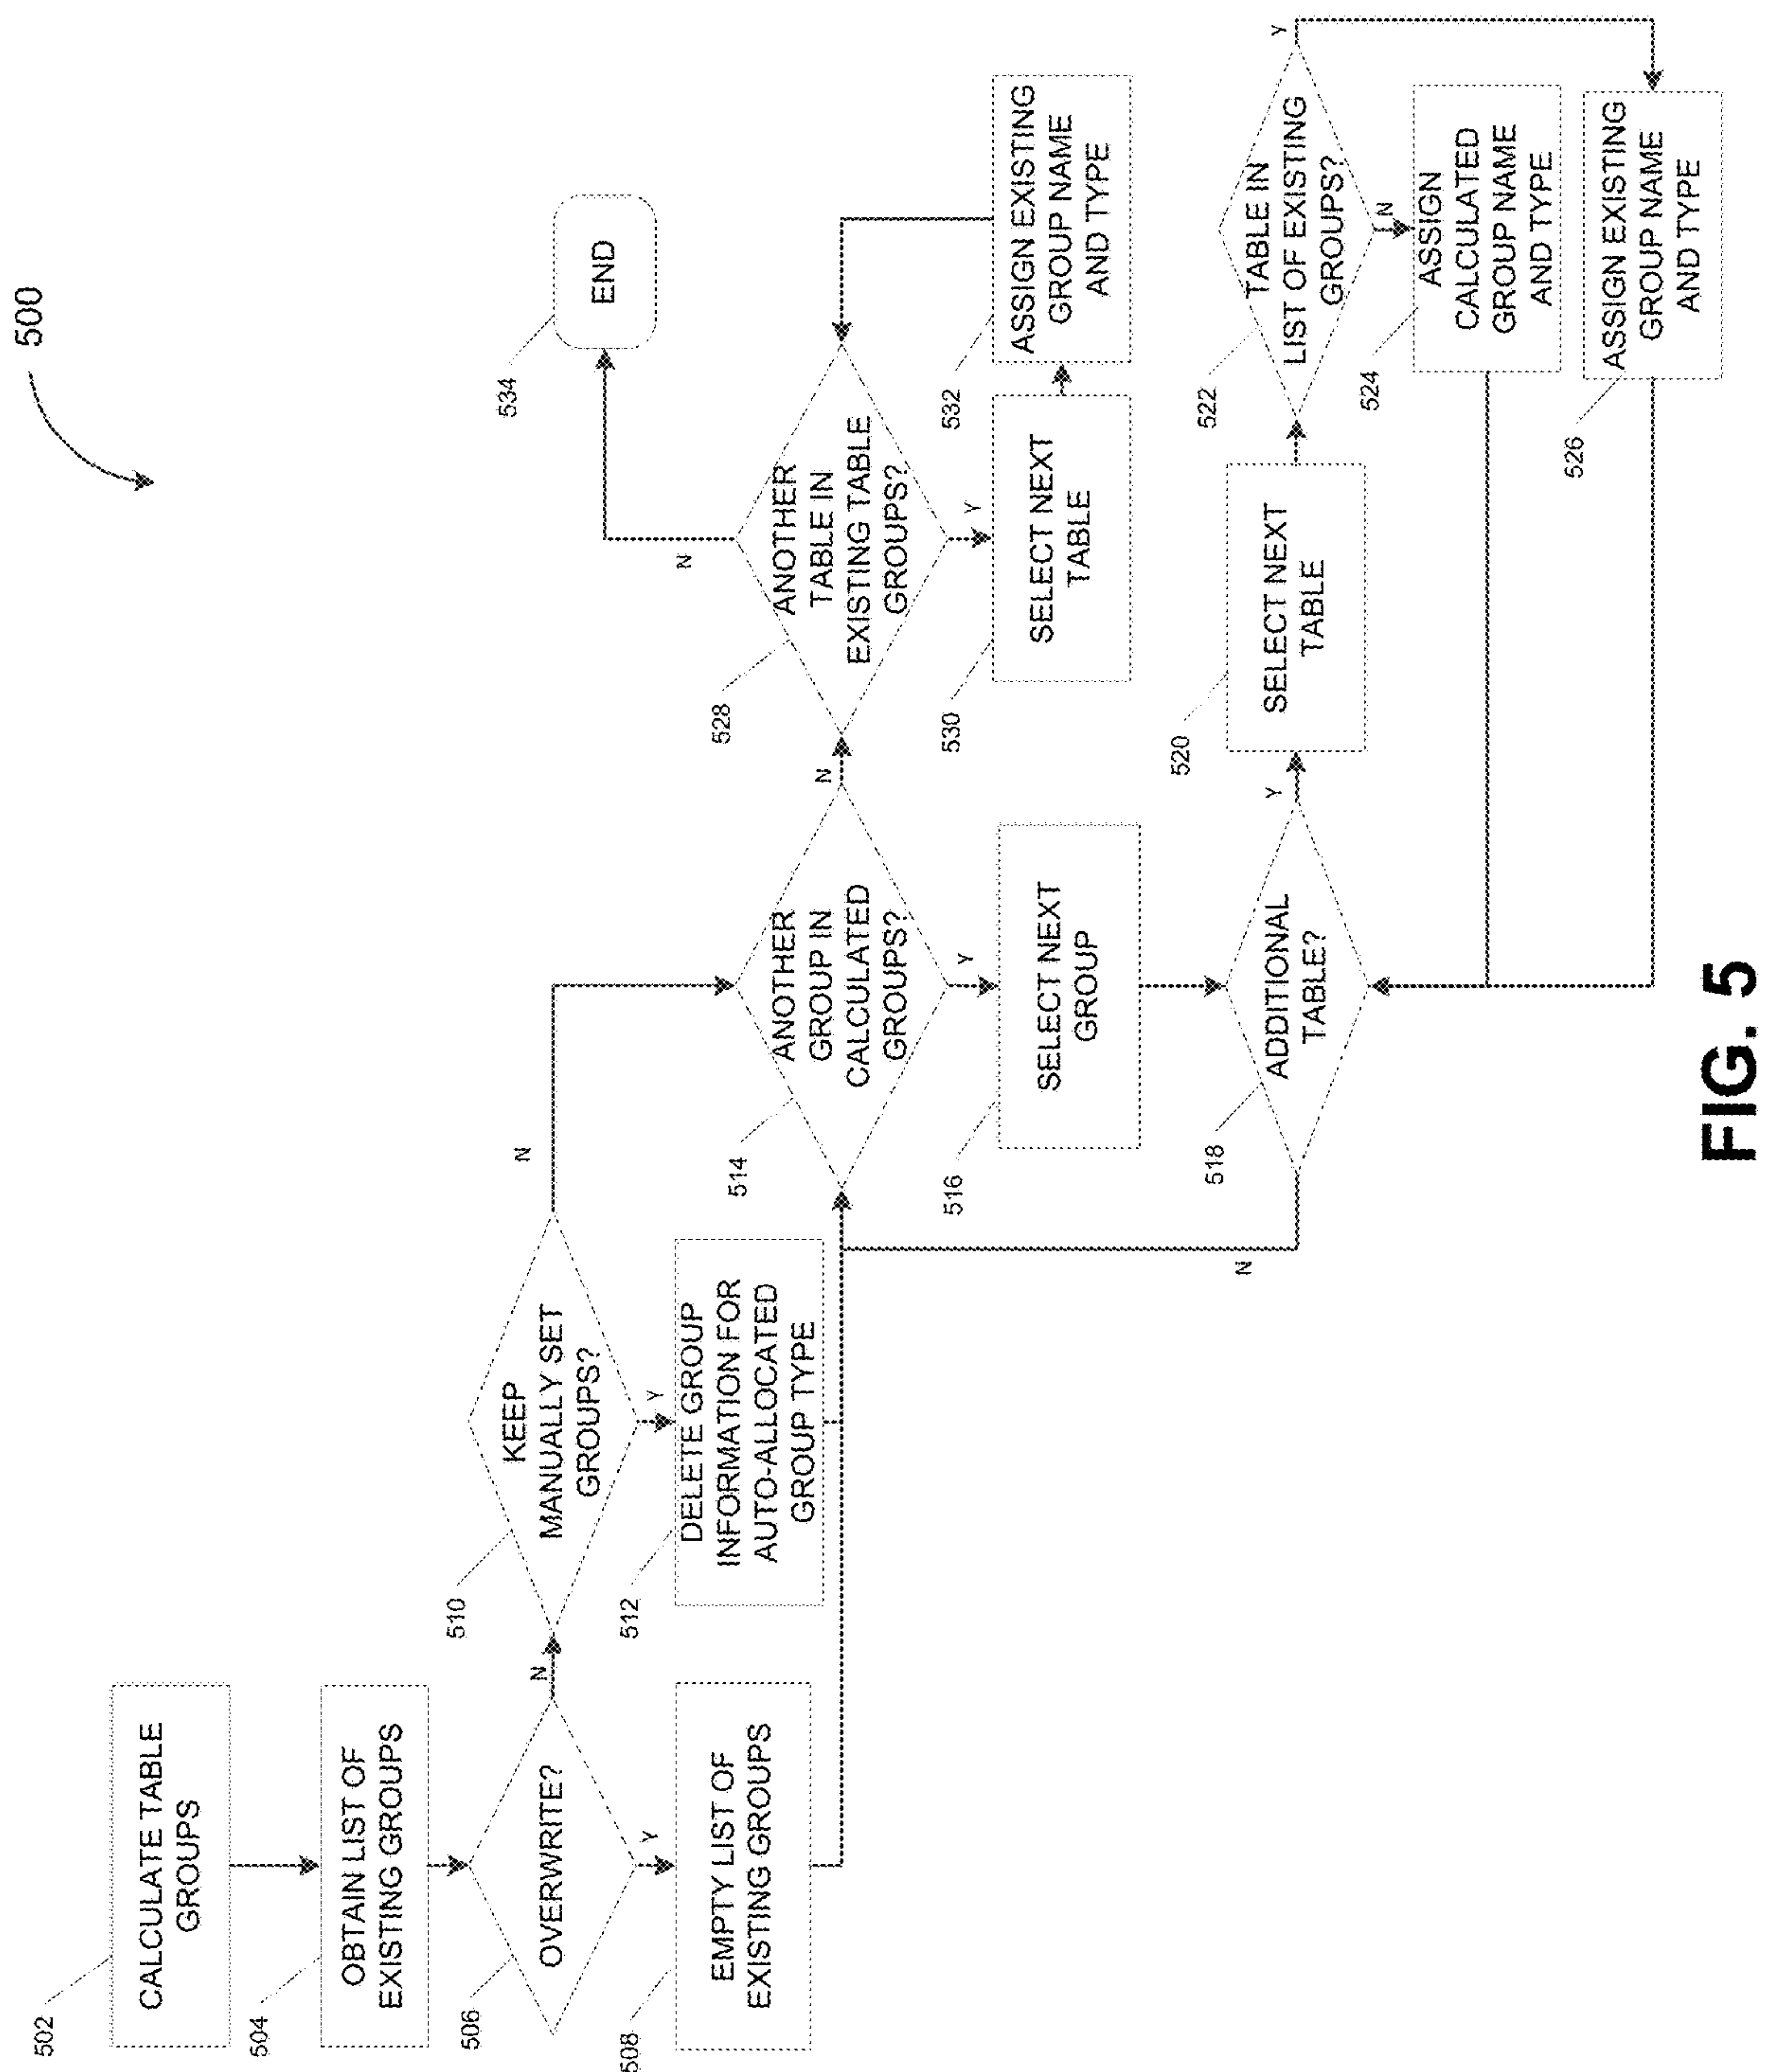 500
502
CALCULATE TABLE
GROUPS
504
OBTAIN LIST OF
EXISTING GROUPS
506
OVERWRITE?
N
Y
508
EMPTY LIST OF
EXISTING GROUPS
510
KEEP
MANUALLY SET
GROUPS?
N
Y
512
DELETE GROUP
INFORMATION FOR
AUTO-ALLOCATED
GROUP TYPE
514
ANOTHER
GROUP IN
CALCULATED
GROUPS?
N
Y
516
SELECT NEXT
GROUP
518
ADDITIONAL
TABLE?
N
Y
520
SELECT NEXT
TABLE
522
TABLE IN
LIST OF EXISTING
GROUPS?
Y
N
524
ASSIGN
CALCULATED
GROUP NAME
AND TYPE
526
ASSIGN EXISTING
GROUP NAME
AND TYPE
528
ANOTHER
TABLE IN
EXISTING TABLE
GROUPS?
N
Y
530
SELECT NEXT
TABLE
532
ASSIGN EXISTING
GROUP NAME
AND TYPE
534
END
FIG. 5